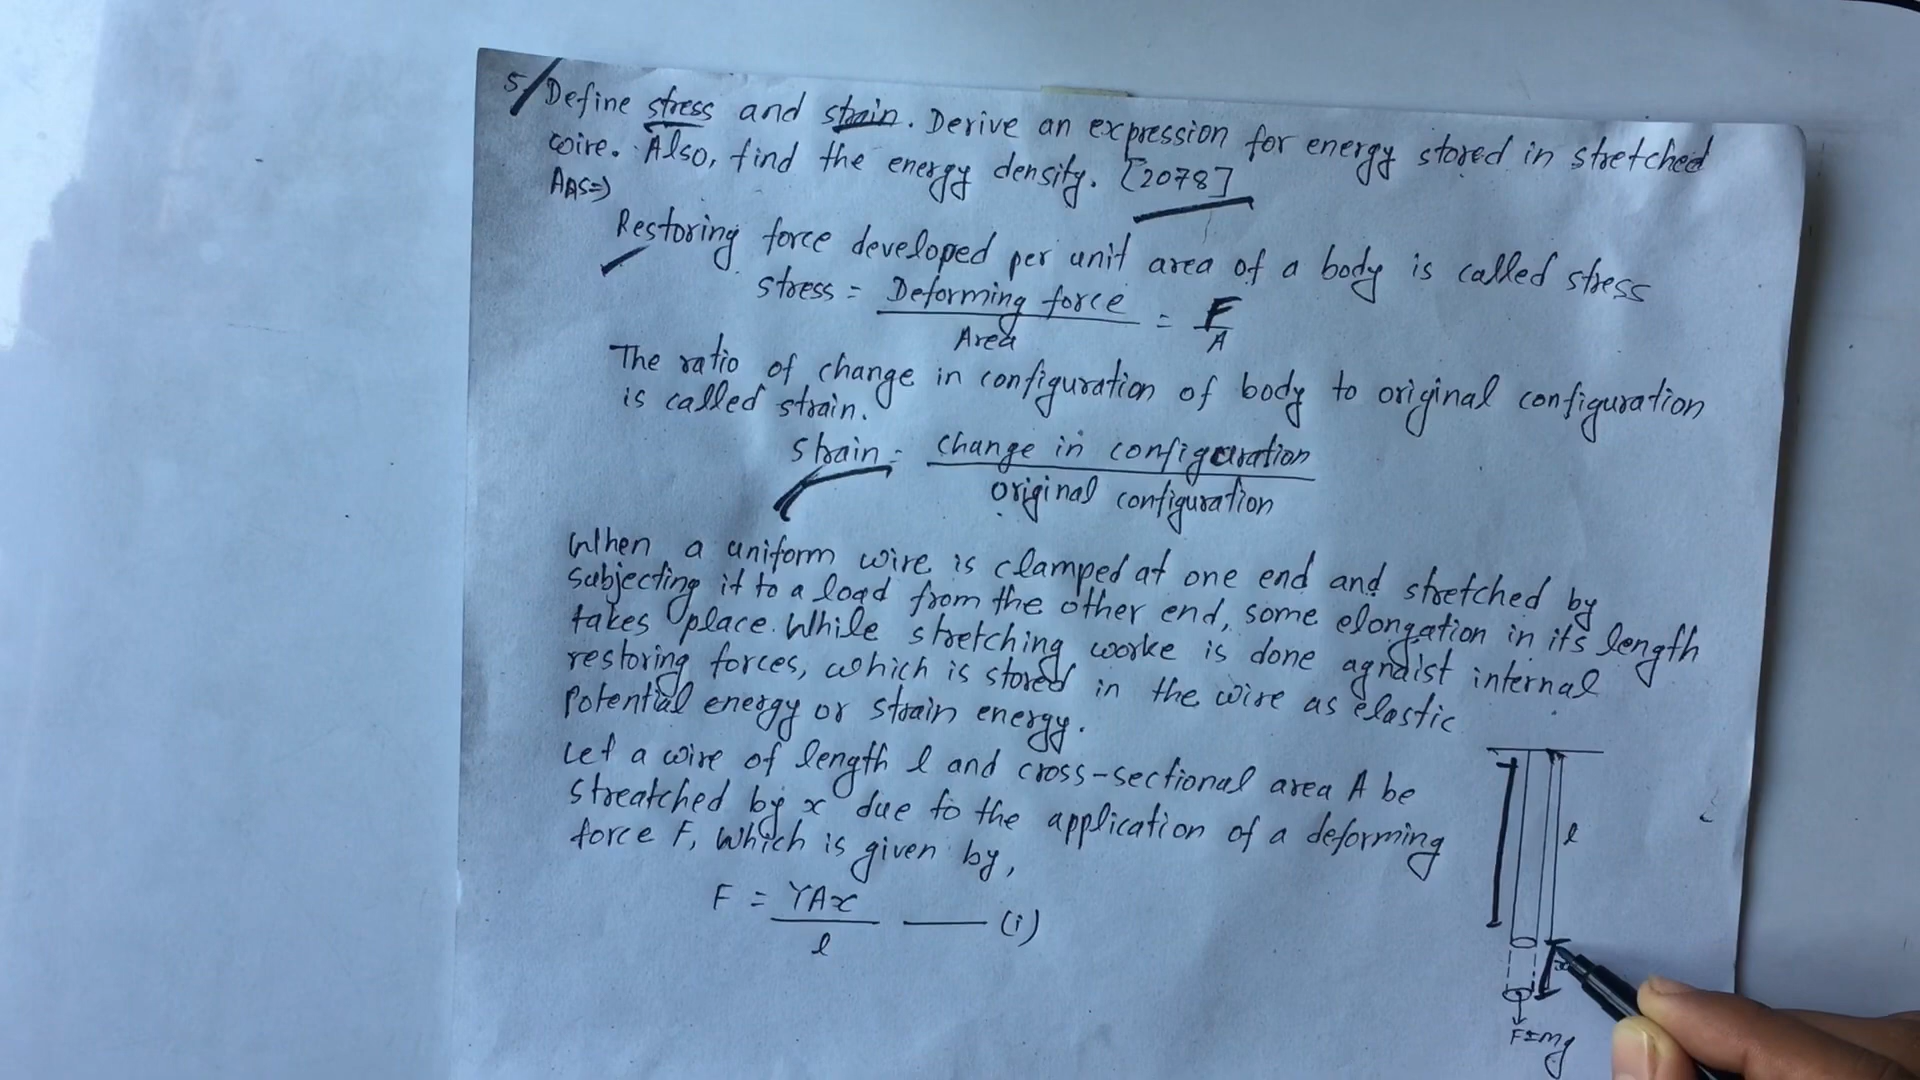 5. Define stress and strain. Derive an expression for energy stored in stretched
wire. Also, find the energy density. [2078]
Ans=>
Restoring force developed per unit area of a body is called stress
stress = Deforming force / Area = F / A
The ratio of change in configuration of body to original configuration
is called strain.
strain = change in configuration / original configuration
When a uniform wire is clamped at one end and stretched by
subjecting it to a load from the other end, some elongation in its length
takes place. While stretching worke is done agnaist internal
restoring forces, which is stored in the wire as elastic
potential energy or strain energy.
Let a wire of length l and cross-sectional area A be
streatched by x due to the application of a deforming
force F, which is given by,
F = YAx / l —— (i)
l
x
F=mg